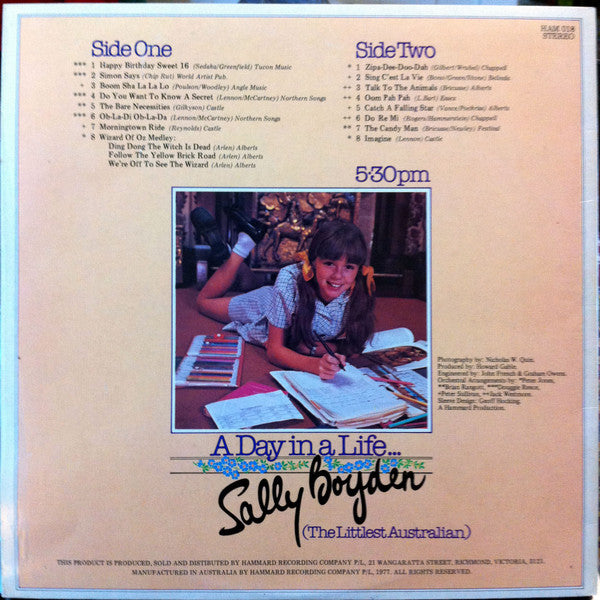 HAM 018
STEREO
Side One
*** 1 Happy Birthday Sweet 16 (Sedaka/Greenfield) Tucon Music
*** 2 Simon Says (Chip Rut) World Artist Pub.
+ 3 Boom Sha La La Lo (Poulson/Woodley) Angle Music
*** 4 Do You Want To Know A Secret (Lennon/McCartney) Northern Songs
** 5 The Bare Necessities (Gilkyson) Castle
*** 6 Ob-La-Di Ob-La-Da (Lennon/McCartney) Northern Songs
+ 7 Morningtown Ride (Reynolds) Castle
* 8 Wizard Of Oz Medley:
Ding Dong The Witch Is Dead (Arlen) Alberts
Follow The Yellow Brick Road (Arlen) Alberts
We're Off To See The Wizard (Arlen) Alberts
Side Two
* 1 Zipa-Dee-Doo-Dah (Gilbert/Wrubel) Chappell
+ 2 Sing C'est La Vie (Bono/Green/Stone) Belinda
++ 3 Talk To The Animals (Bricusse) Alberts
++ 4 Oom Pah Pah (L.Bart) Essex
+ 5 Catch A Falling Star (Vance/Pockriss) Alberts
++ 6 Do Re Mi (Rogers/Hammerstein) Chappell
** 7 The Candy Man (Bricusse/Newley) Festival
* 8 Imagine (Lennon) Castle
5·30pm
Photography by: Nicholas W. Quin.
Produced by: Howard Gable.
Engineered by: John French & Graham Owens.
Orchestral Arrangements by: *Peter Jones,
**Brian Rangott, ***Douggie Rance,
+Peter Sullivan, ++Jack Westmore.
Sleeve Design: Geoff Hocking.
A Hammard Production.
A Day in a Life...
Sally Boyden
(The Littlest Australian)
THIS PRODUCT IS PRODUCED, SOLD AND DISTRIBUTED BY HAMMARD RECORDING COMPANY P/L, 21 WANGARATTA STREET, RICHMOND, VICTORIA, 3121.
MANUFACTURED IN AUSTRALIA BY HAMMARD RECORDING COMPANY P/L, 1977. ALL RIGHTS RESERVED.